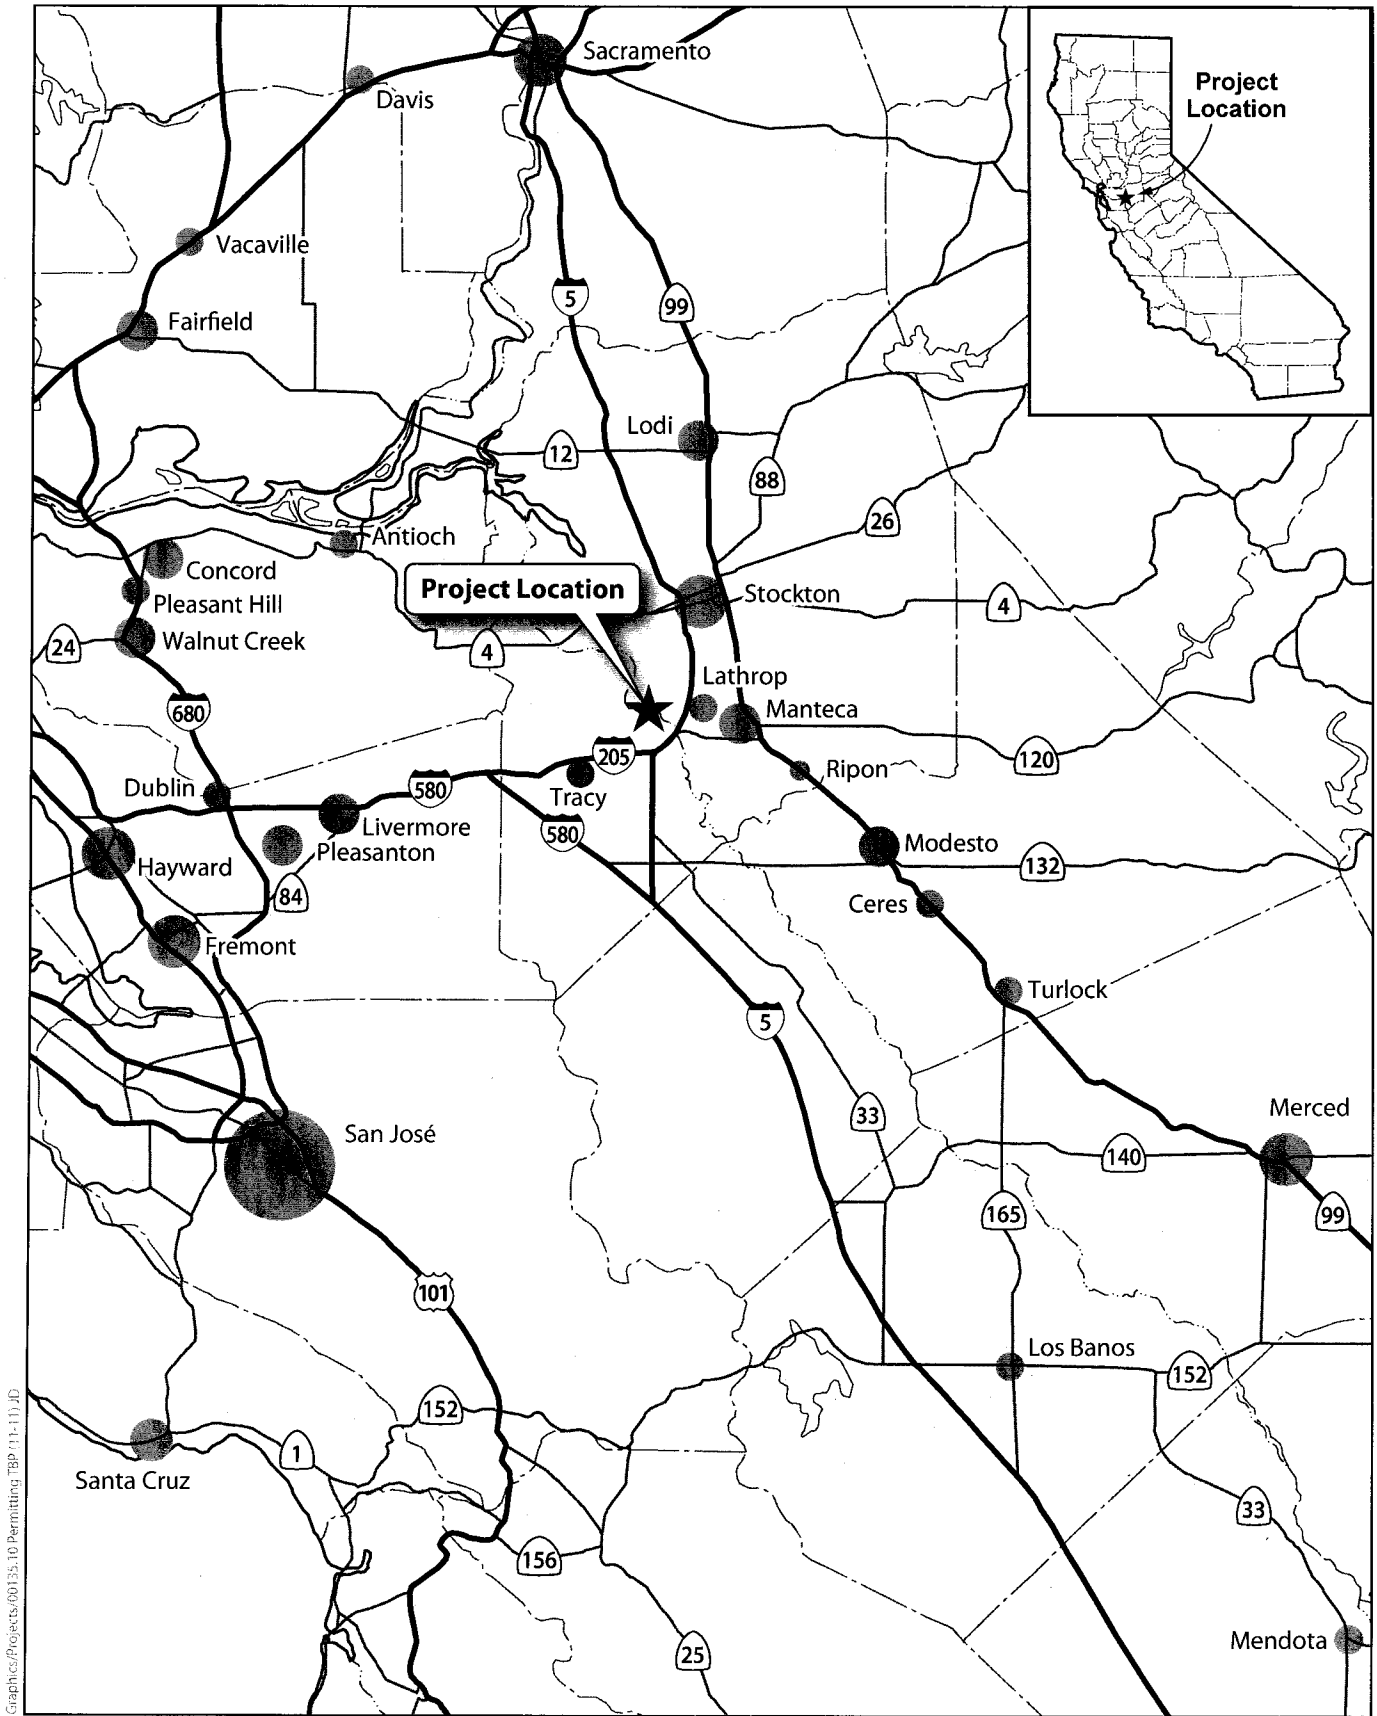 Sacramento
Project
Location
Davis
Vacaville
5
99
Fairfield
Lodi
12
88
26
Antioch
Concord
Project Location
Pleasant Hill
Stockton
4
24
Walnut Creek
4
Lathrop
680
Manteca
205
120
Ripon
Dublin
580
Tracy
Livermore
580
Pleasanton
Modesto
Hayward
132
84
Ceres
Fremont
Turlock
5
33
Merced
San José
140
165
99
101
Los Banos
152
152
1
Santa Cruz
33
156
25
Mendota
Graphics/Projects/00135.10 Permitting TBP (11-11) JD